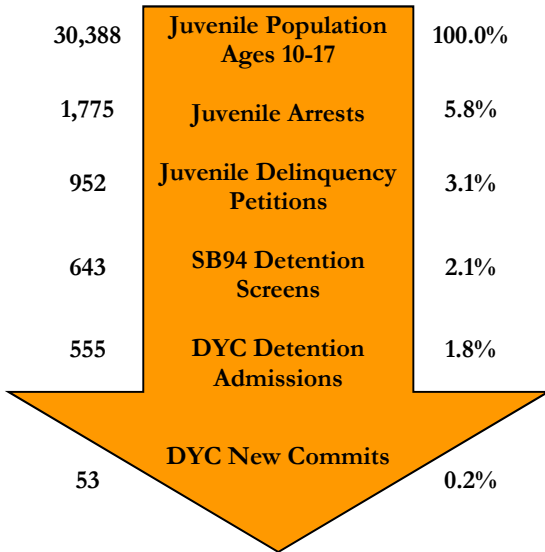 30,388 Juvenile Population 100.0%
Ages 10-17
1,775 Juvenile Arrests 5.8%
952 Juvenile Delinquency 3.1%
Petitions
643 SB94 Detention 2.1%
Screens
555 DYC Detention 1.8%
Admissions
DYC New Commits
53 0.2%